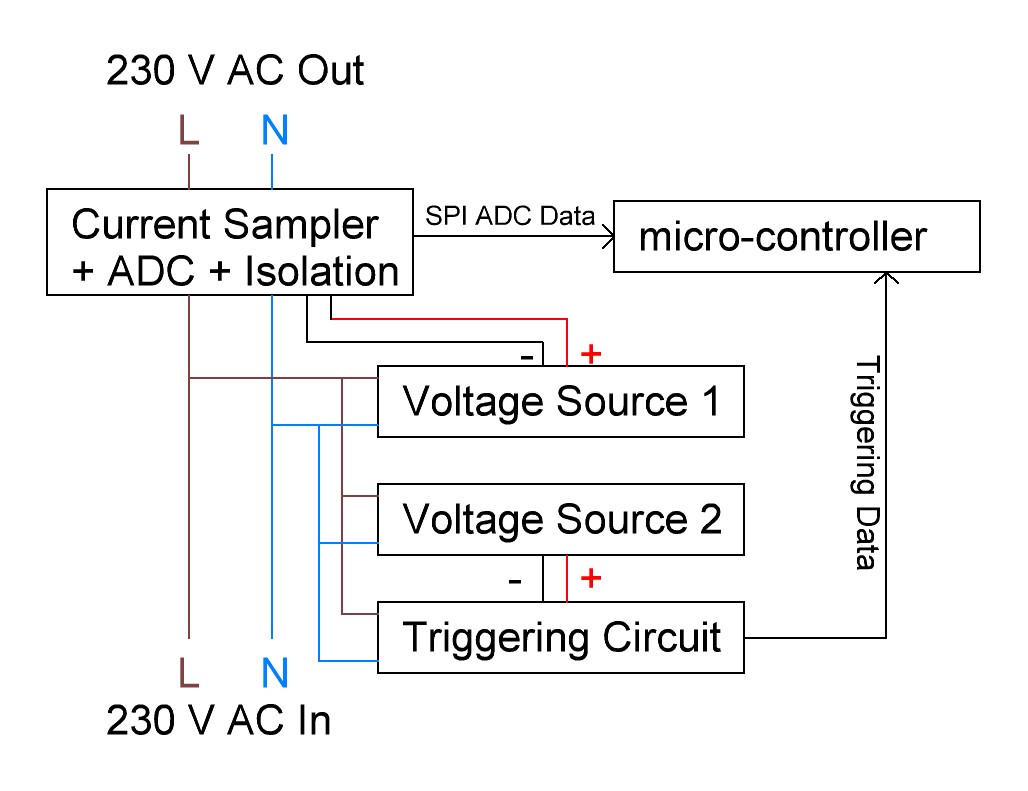 230 V AC Out
L N
Current Sampler
+ ADC + Isolation
SPI ADC Data
micro-controller
- +
Voltage Source 1
Voltage Source 2
- +
Triggering Circuit
Triggering Data
L N
230 V AC In